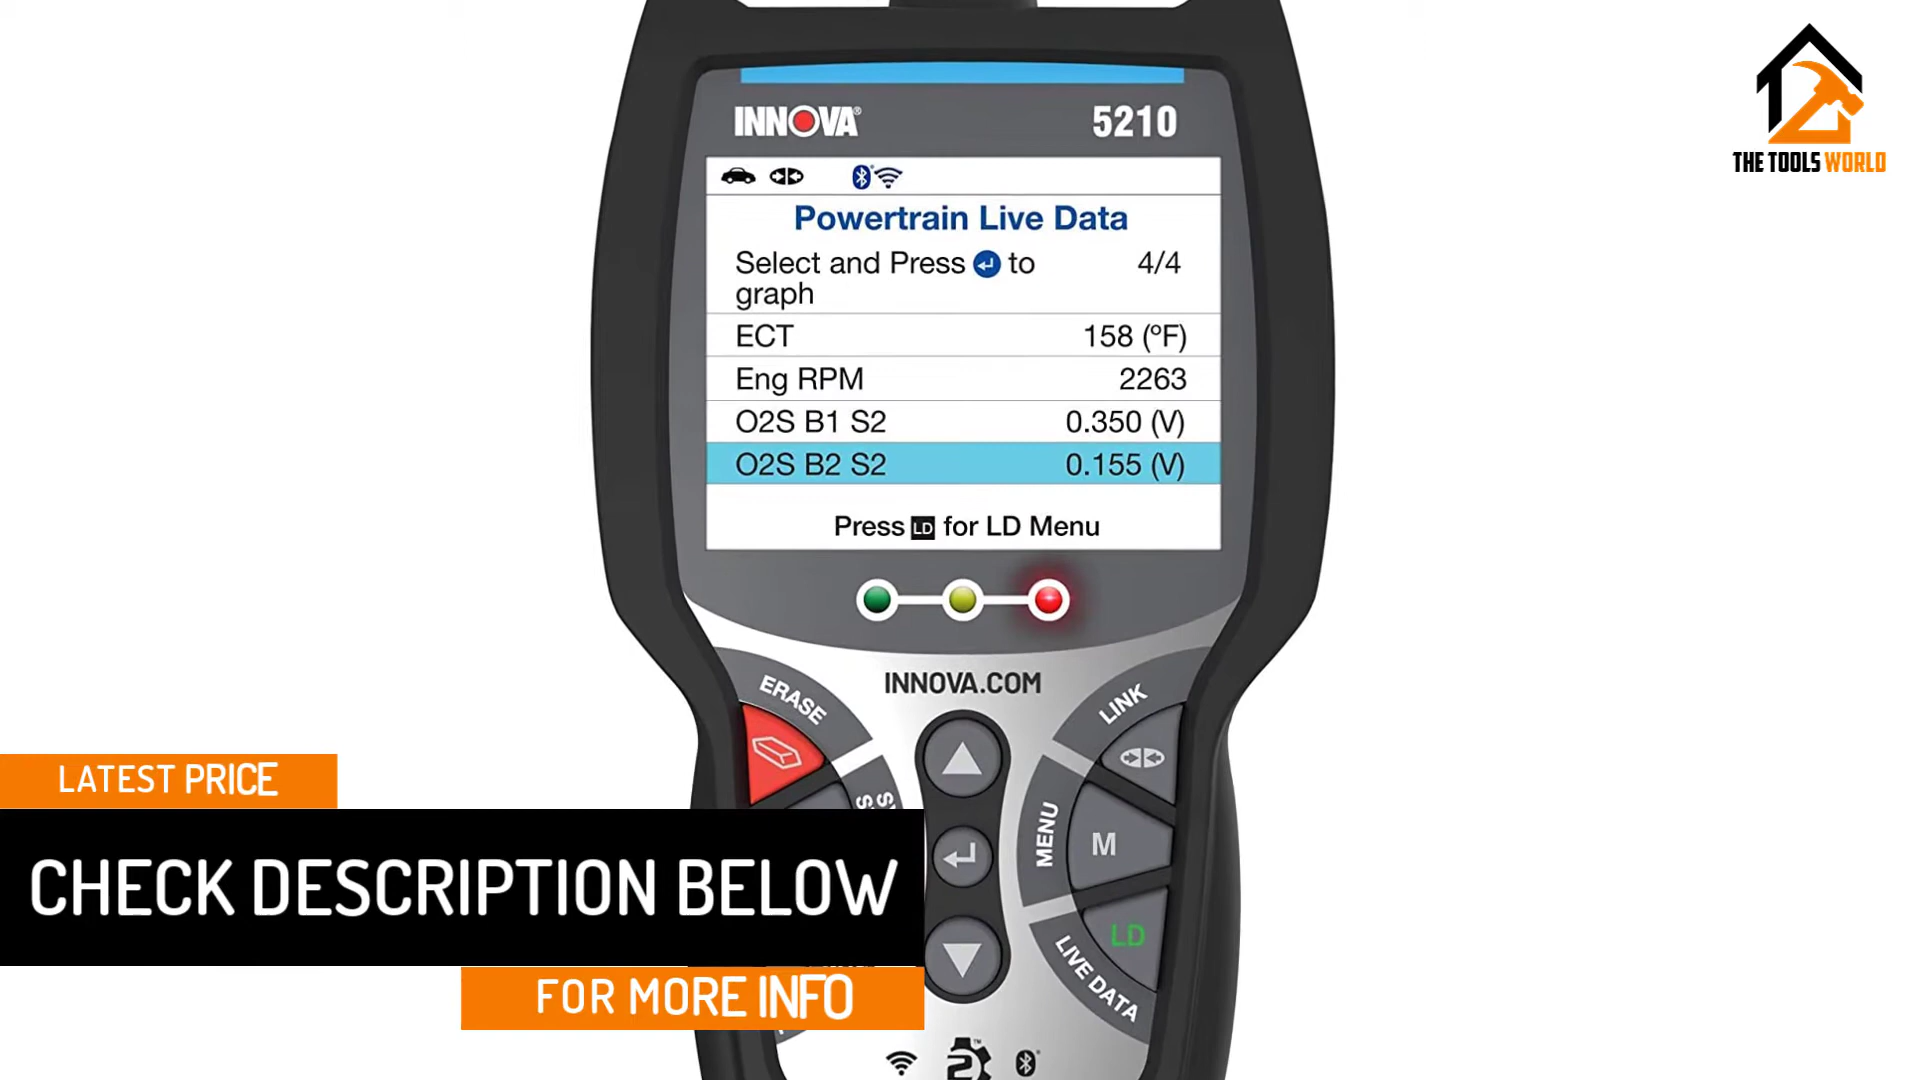 INNOVA®
5210
THE TOOLS WORLD
Powertrain Live Data
Select and Press to 4/4
graph
ECT 158 (ºF)
Eng RPM 2263
O2S B1 S2 0.350 (V)
O2S B2 S2 0.155 (V)
Press LD for LD Menu
INNOVA.COM
ERASE
LINK
MENU
M
LD
LIVE DATA
LATEST PRICE
CHECK DESCRIPTION BELOW
FOR MORE INFO
2